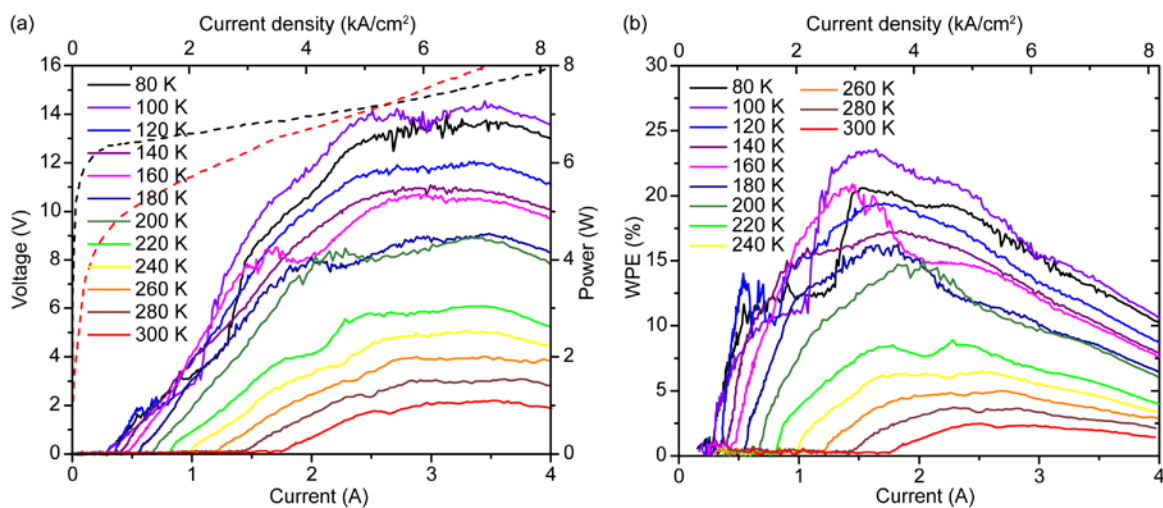 (a)
Current density (kA/cm²)
0 2 4 6 8
16 14 12 10 8 6 4 2 0
Voltage (V)
80 K
100 K
120 K
140 K
160 K
180 K
200 K
220 K
240 K
260 K
280 K
300 K
8 6 4 2 0
Power (W)
0 1 2 3 4
Current (A)
(b)
Current density (kA/cm²)
0 2 4 6 8
30 25 20 15 10 5 0
WPE (%)
80 K
100 K
120 K
140 K
160 K
180 K
200 K
220 K
240 K
260 K
280 K
300 K
0 1 2 3 4
Current (A)